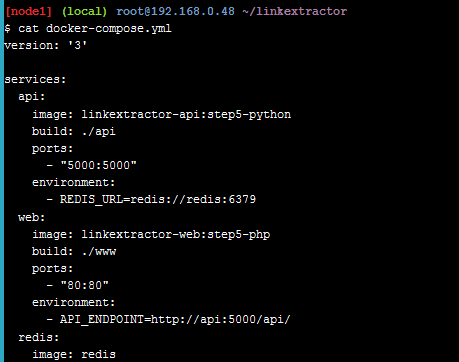 [node1] (local) root@192.168.0.48 ~/linkextractor
$ cat docker-compose.yml
version: '3'

services:
  api:
    image: linkextractor-api:step5-python
    build: ./api
    ports:
      - "5000:5000"
    environment:
      - REDIS_URL=redis://redis:6379
  web:
    image: linkextractor-web:step5-php
    build: ./www
    ports:
      - "80:80"
    environment:
      - API_ENDPOINT=http://api:5000/api/
  redis:
    image: redis